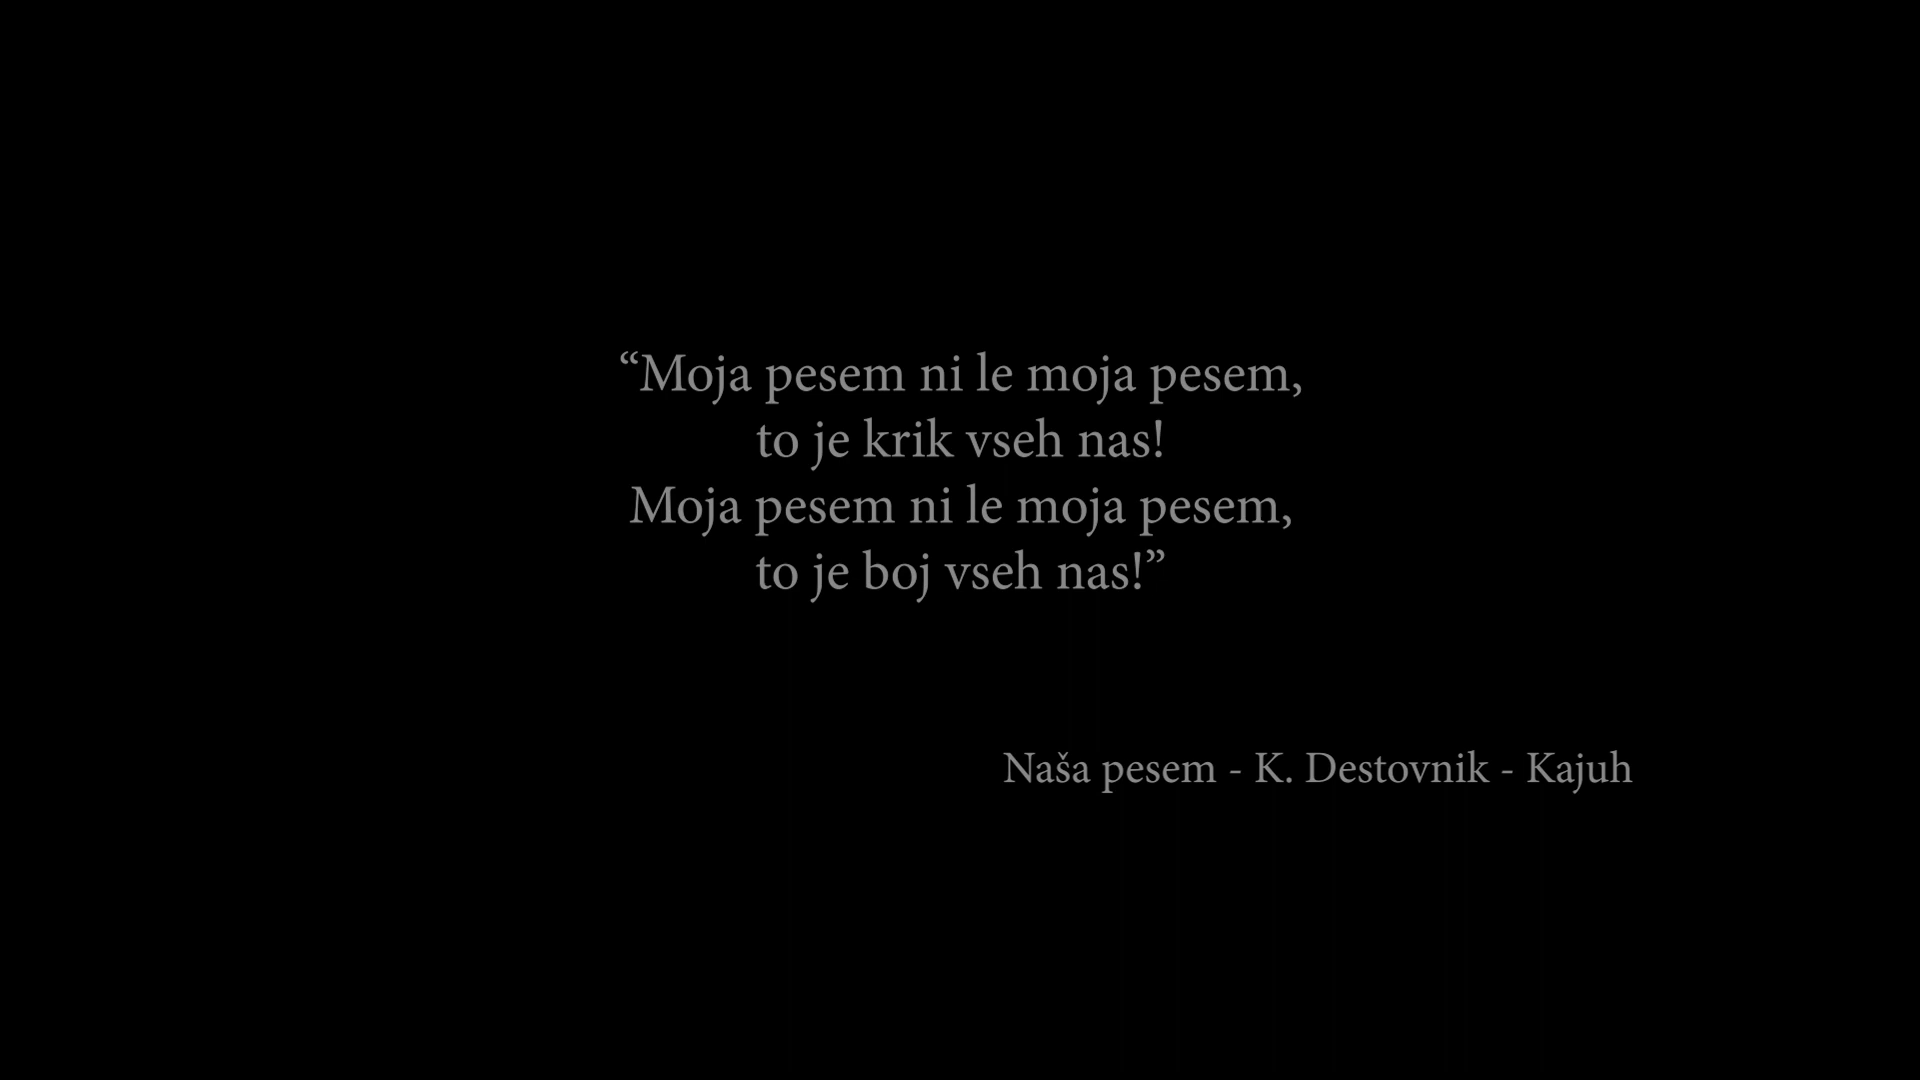 “Moja pesem ni le moja pesem,
to je krik vseh nas!
Moja pesem ni le moja pesem,
to je boj vseh nas!”
Naša pesem - K. Destovnik - Kajuh